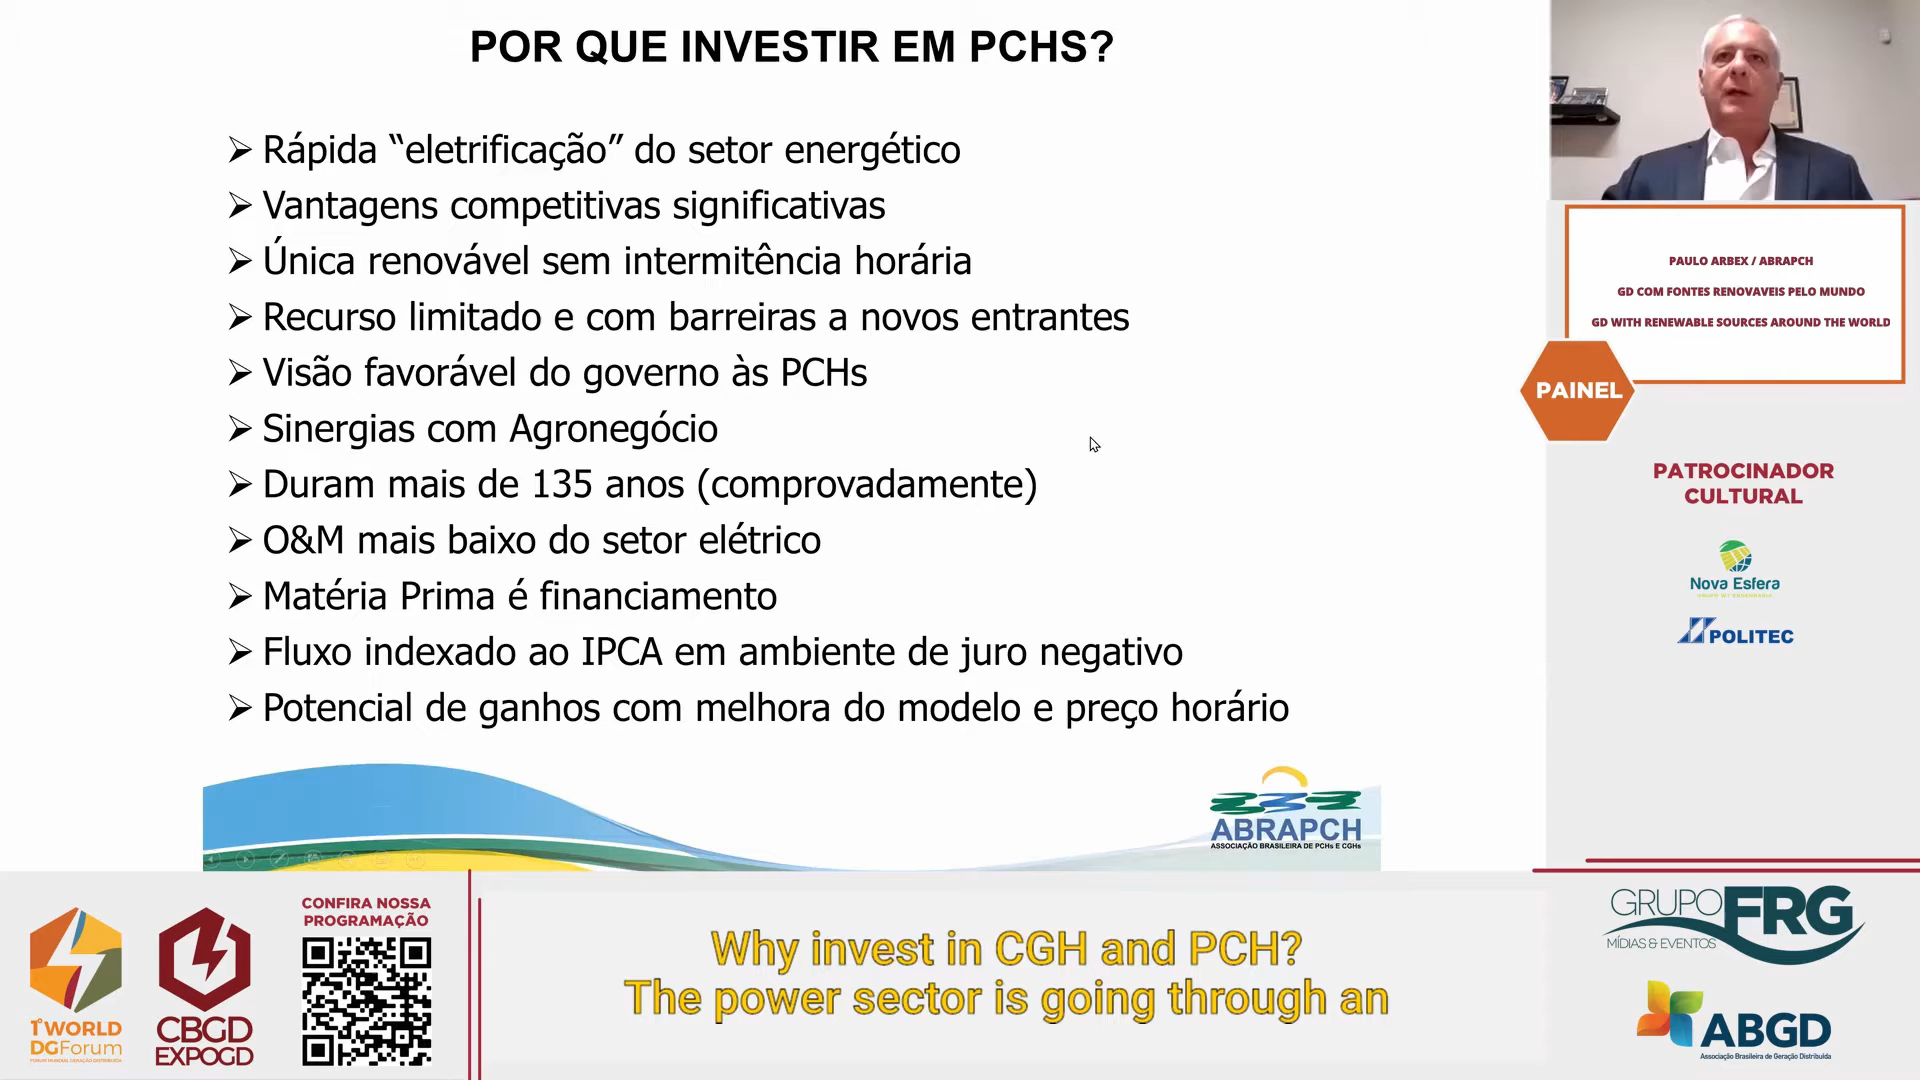 POR QUE INVESTIR EM PCHS?
Rápida “eletrificação” do setor energético
Vantagens competitivas significativas
Única renovável sem intermitência horária
Recurso limitado e com barreiras a novos entrantes
Visão favorável do governo às PCHs
Sinergias com Agronegócio
Duram mais de 135 anos (comprovadamente)
O&M mais baixo do setor elétrico
Matéria Prima é financiamento
Fluxo indexado ao IPCA em ambiente de juro negativo
Potencial de ganhos com melhora do modelo e preço horário
ABRAPCH
ASSOCIAÇÃO BRASILEIRA DE PCHs E CGHs
PAULO ARBEX / ABRAPCH
GD COM FONTES RENOVAVEIS PELO MUNDO
GD WITH RENEWABLE SOURCES AROUND THE WORLD
PAINEL
PATROCINADOR
CULTURAL
Nova Esfera
POLITEC
1º WORLD
DGForum
FORUM MUNDIAL GERAÇÃO DISTRIBUÍDA
CBGD
EXPOGD
CONFIRA NOSSA
PROGRAMAÇÃO
Why invest in CGH and PCH?
The power sector is going through an
GRUPO FRG
MÍDIAS & EVENTOS
ABGD
Associação Brasileira de Geração Distribuída